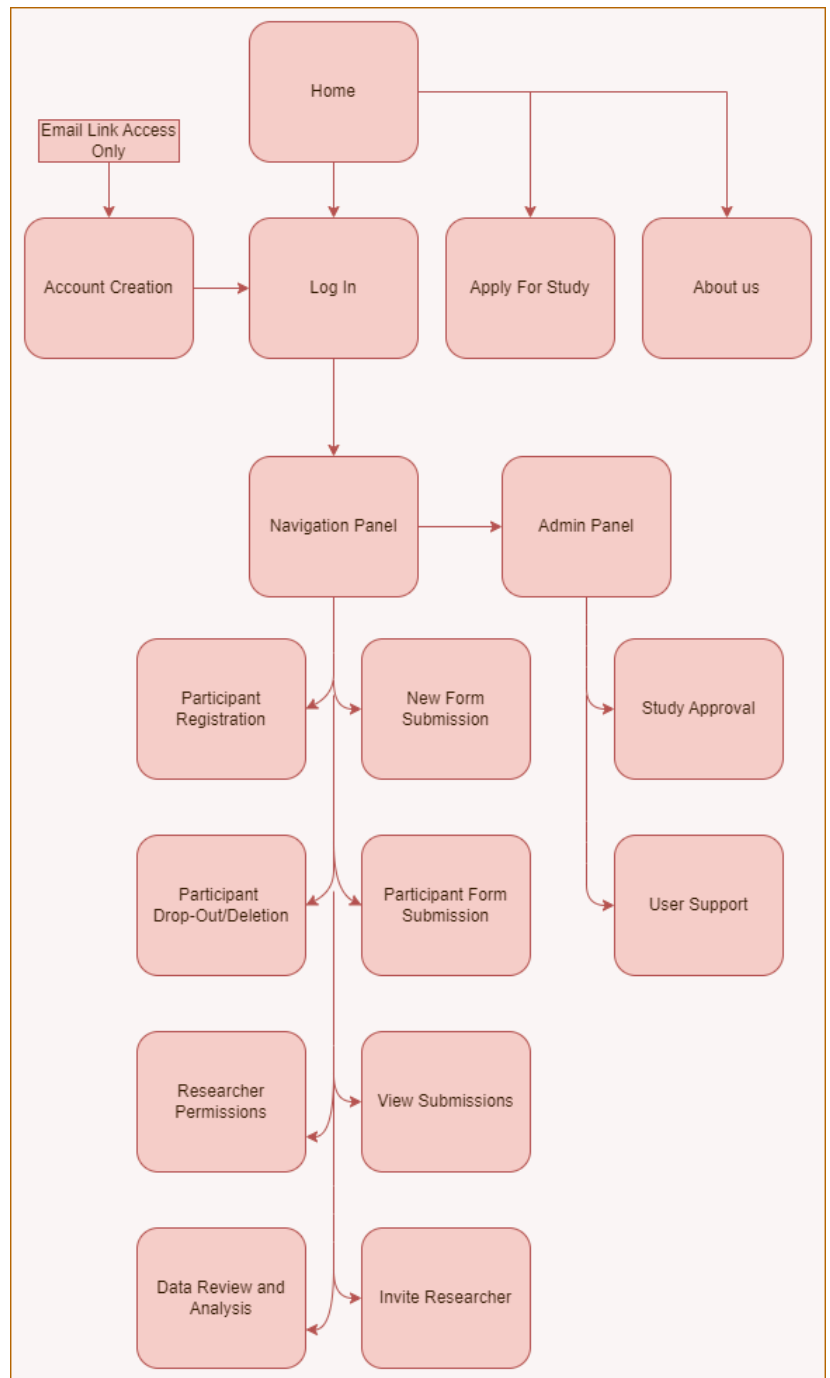 Home
Email Link Access
Only
Account Creation
Log In
Apply For Study
About us
Navigation Panel
Admin Panel
Participant
Registration
New Form
Submission
Study Approval
Participant
Drop-Out/Deletion
Participant Form
Submission
User Support
Researcher
Permissions
View Submissions
Data Review and
Analysis
Invite Researcher